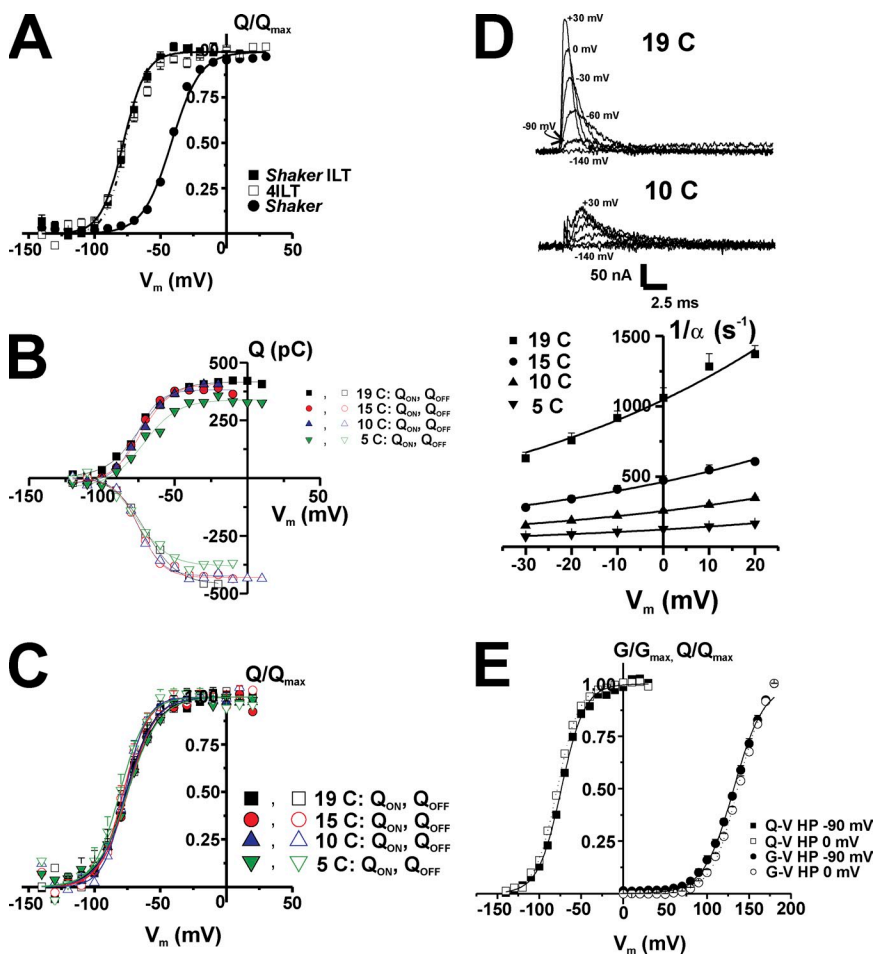 A
Q/Qmax
1.00
0.75
0.50
0.25
Shaker ILT
4ILT
Shaker
-150 -100 -50 0 50
Vm (mV)
D
19 C
+30 mV
0 mV
-30 mV
-60 mV
-90 mV
-140 mV
10 C
+30 mV
-140 mV
50 nA
2.5 ms
1/α (s-1)
1500
1000
500
19 C
15 C
10 C
5 C
-30 -20 -10 0 10 20
Vm (mV)
B
Q (pC)
500
250
-250
-500
19 C: QON, QOFF
15 C: QON, QOFF
10 C: QON, QOFF
5 C: QON, QOFF
-150 -100 -50 50
Vm (mV)
C
Q/Qmax
1.00
0.75
0.50
0.25
19 C: QON, QOFF
15 C: QON, QOFF
10 C: QON, QOFF
5 C: QON, QOFF
-150 -100 -50 0 50
Vm (mV)
E
G/Gmax, Q/Qmax
1.00
0.75
0.50
0.25
Q-V HP -90 mV
Q-V HP 0 mV
G-V HP -90 mV
G-V HP 0 mV
-150 -100 -50 0 50 100 150 200
Vm (mV)